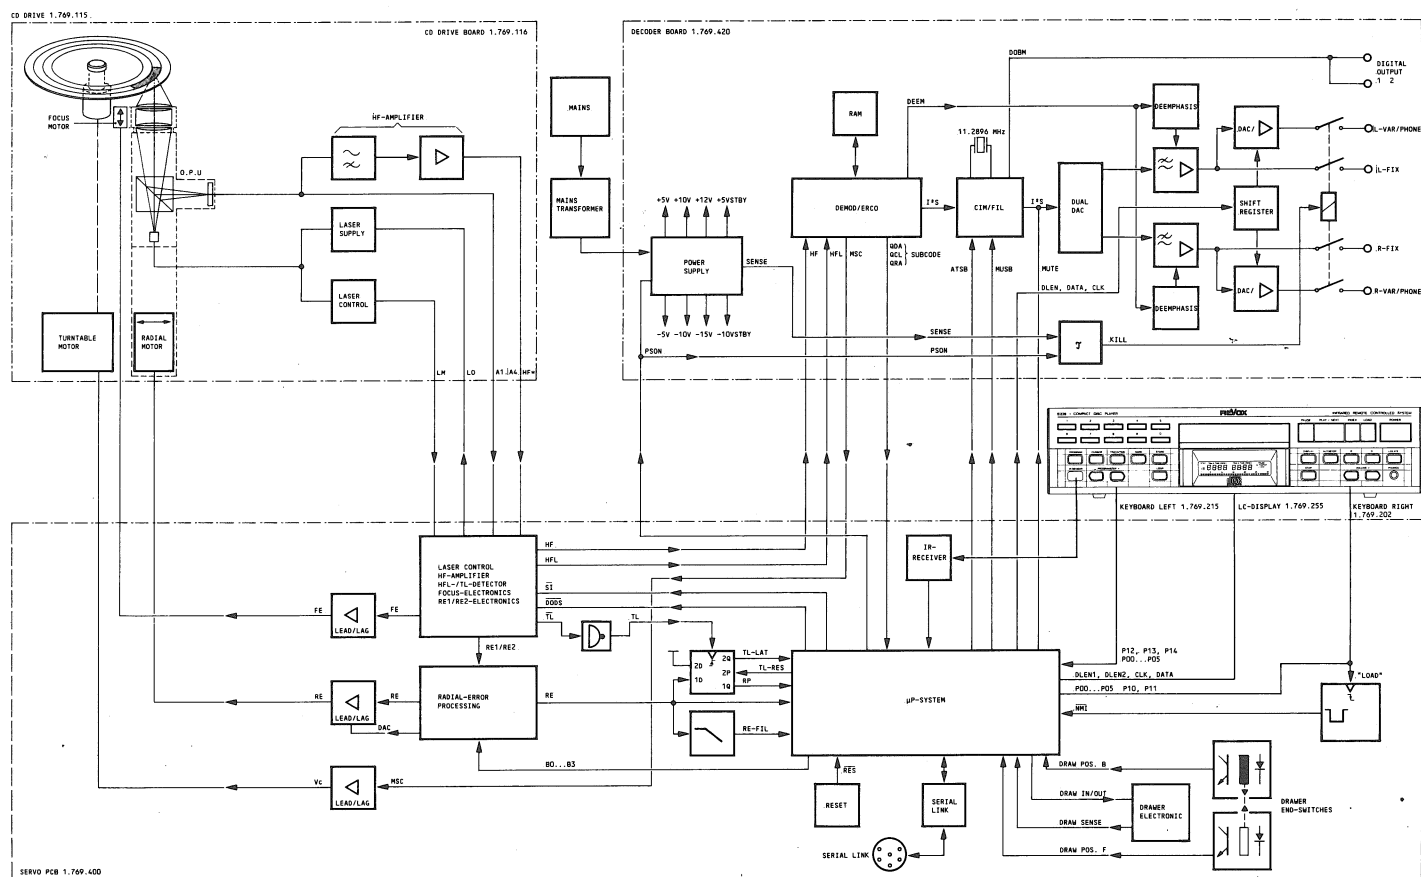 CD DRIVE 1.769.115
CD DRIVE BOARD 1.769.116
DECODER BOARD 1.769.420
FOCUS
MOTOR
HF-AMPLIFIER
O.P.U
LASER
SUPPLY
LASER
CONTROL
TURNTABLE
MOTOR
RADIAL
MOTOR
LM
LO
A1...A4
HF
MAINS
MAINS
TRANSFORMER
+5V +10V +12V +5VSTBY
POWER
SUPPLY
SENSE
-5V -10V -15V -10VSTBY
PSON
PSON
RAM
DEEM
DOBM
11.2896 MHz
DEMOD/ERCO
I²S
CIM/FIL
I²S
DUAL
DAC
HF
HFL
MSC
QDA
QCL
QRA
SUBCODE
ATSB
MUSB
MUTE
DLEN, DATA, CLK
SENSE
KILL
DEEMPHASIS
DEEMPHASIS
DAC/
DAC/
SHIFT
REGISTER
DIGITAL
OUTPUT
1 2
L-VAR/PHONE
L-FIX
R-FIX
R-VAR/PHONE
COMPACT DISC PLAYER
REVOX
INFRARED REMOTE CONTROLLED SYSTEM
KEYBOARD LEFT 1.769.215
LC-DISPLAY 1.769.255
KEYBOARD RIGHT
1.769.202
LASER CONTROL
HF-AMPLIFIER
HFL-/TL-DETECTOR
FOCUS-ELECTRONICS
RE1/RE2-ELECTRONICS
HF
HFL
SI
DODS
TL
TL
RE1/RE2
FE
FE
LEAD/LAG
RE
RE
LEAD/LAG
DAC
RADIAL-ERROR
PROCESSING
RE
B0...B3
Vc
MSC
LEAD/LAG
2D
1D
2Q
2P
1Q
TL-LAT
TL-RES
RP
RE-FIL
IR-
RECEIVER
µP-SYSTEM
P12, P13, P14
P00...P05
DLEN1, DLEN2, CLK, DATA
P00...P05 P10, P11
NMI
"LOAD"
RES
RESET
SERIAL
LINK
SERIAL LINK
DRAW POS. B
DRAW IN/OUT
DRAW SENSE
DRAW POS. F
DRAWER
ELECTRONIC
DRAWER
END-SWITCHES
SERVO PCB 1.769.400